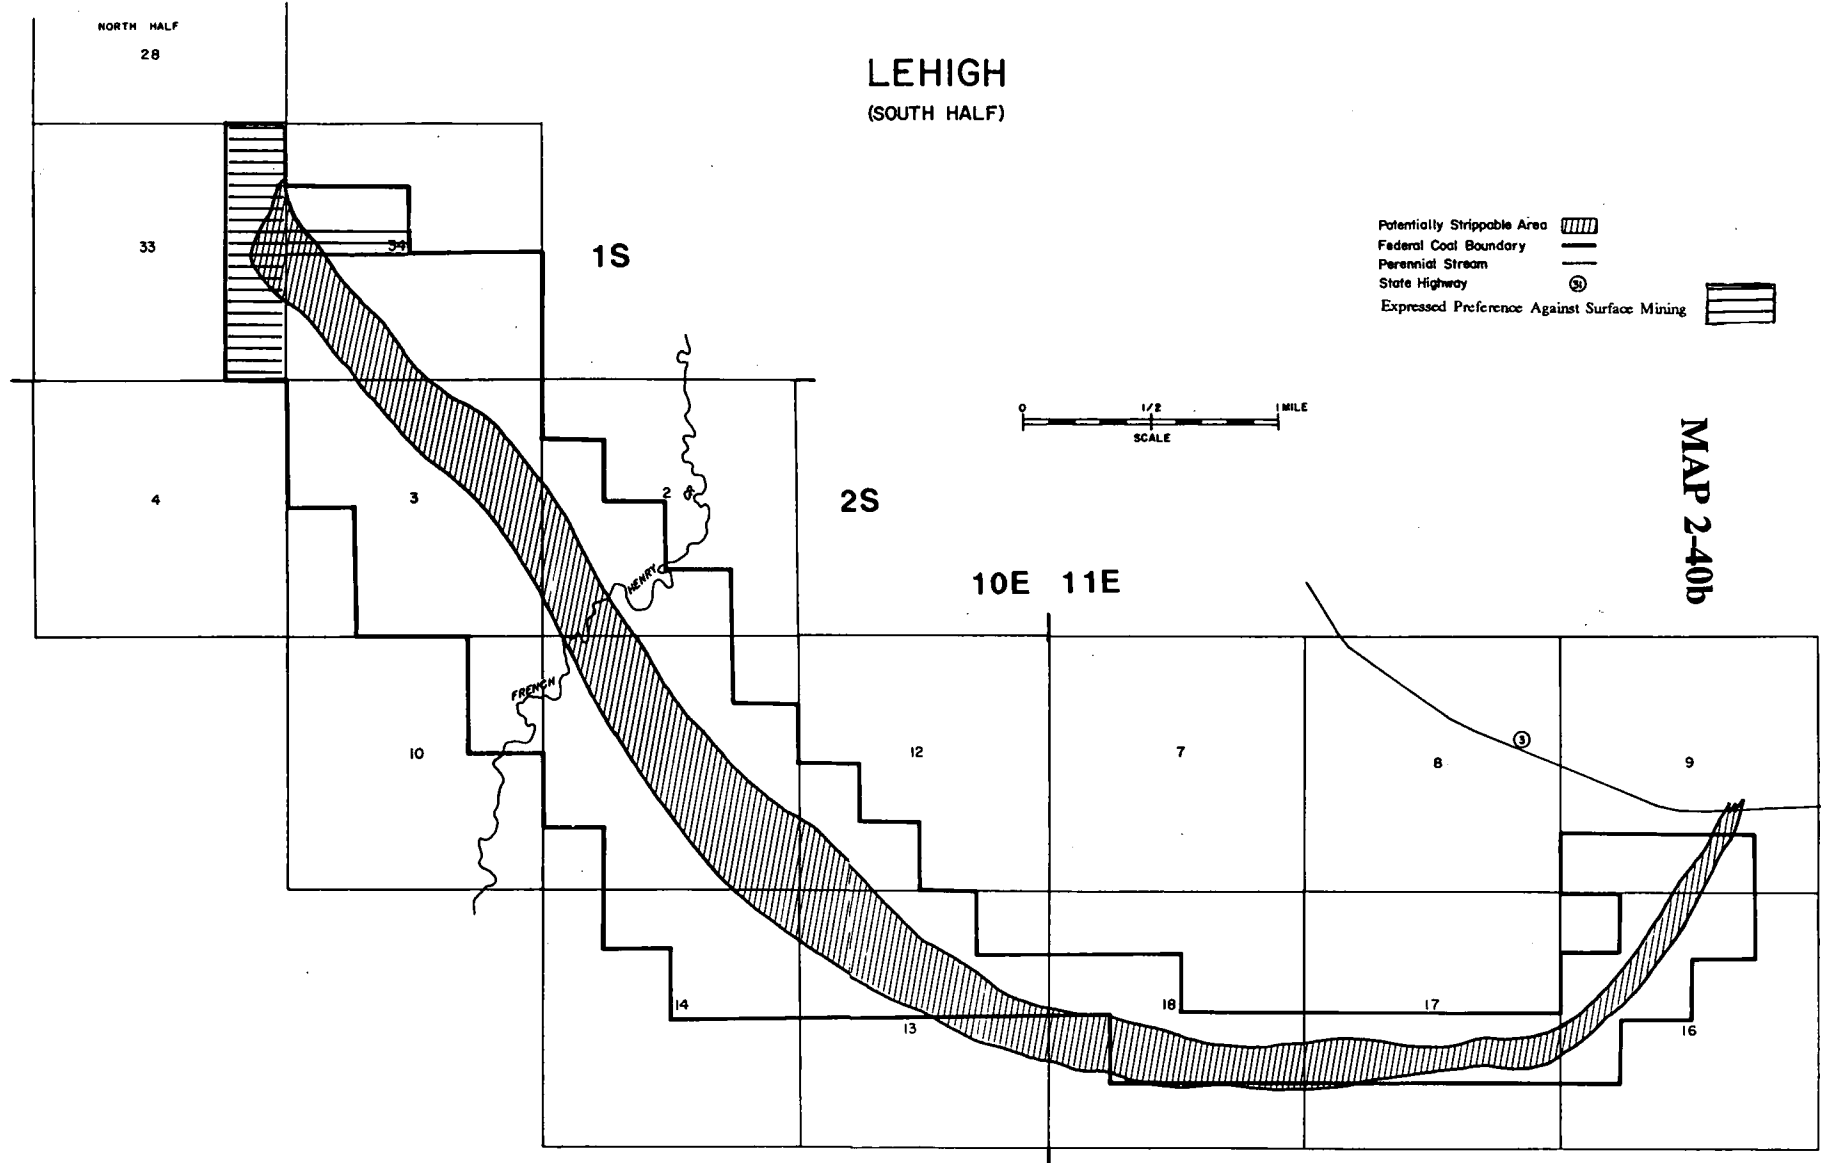 NORTH HALF
28
LEHIGH
(SOUTH HALF)
33
34
1S
Potentially Strippable Area
Federal Coal Boundary
Perennial Stream
State Highway 31
Expressed Preference Against Surface Mining
0 1/2 1 MILE
SCALE
MAP 2-40b
4
3
2
2S
HENRY
10E 11E
FRENCH
10
12
7
3
8
9
14
13
18
17
16